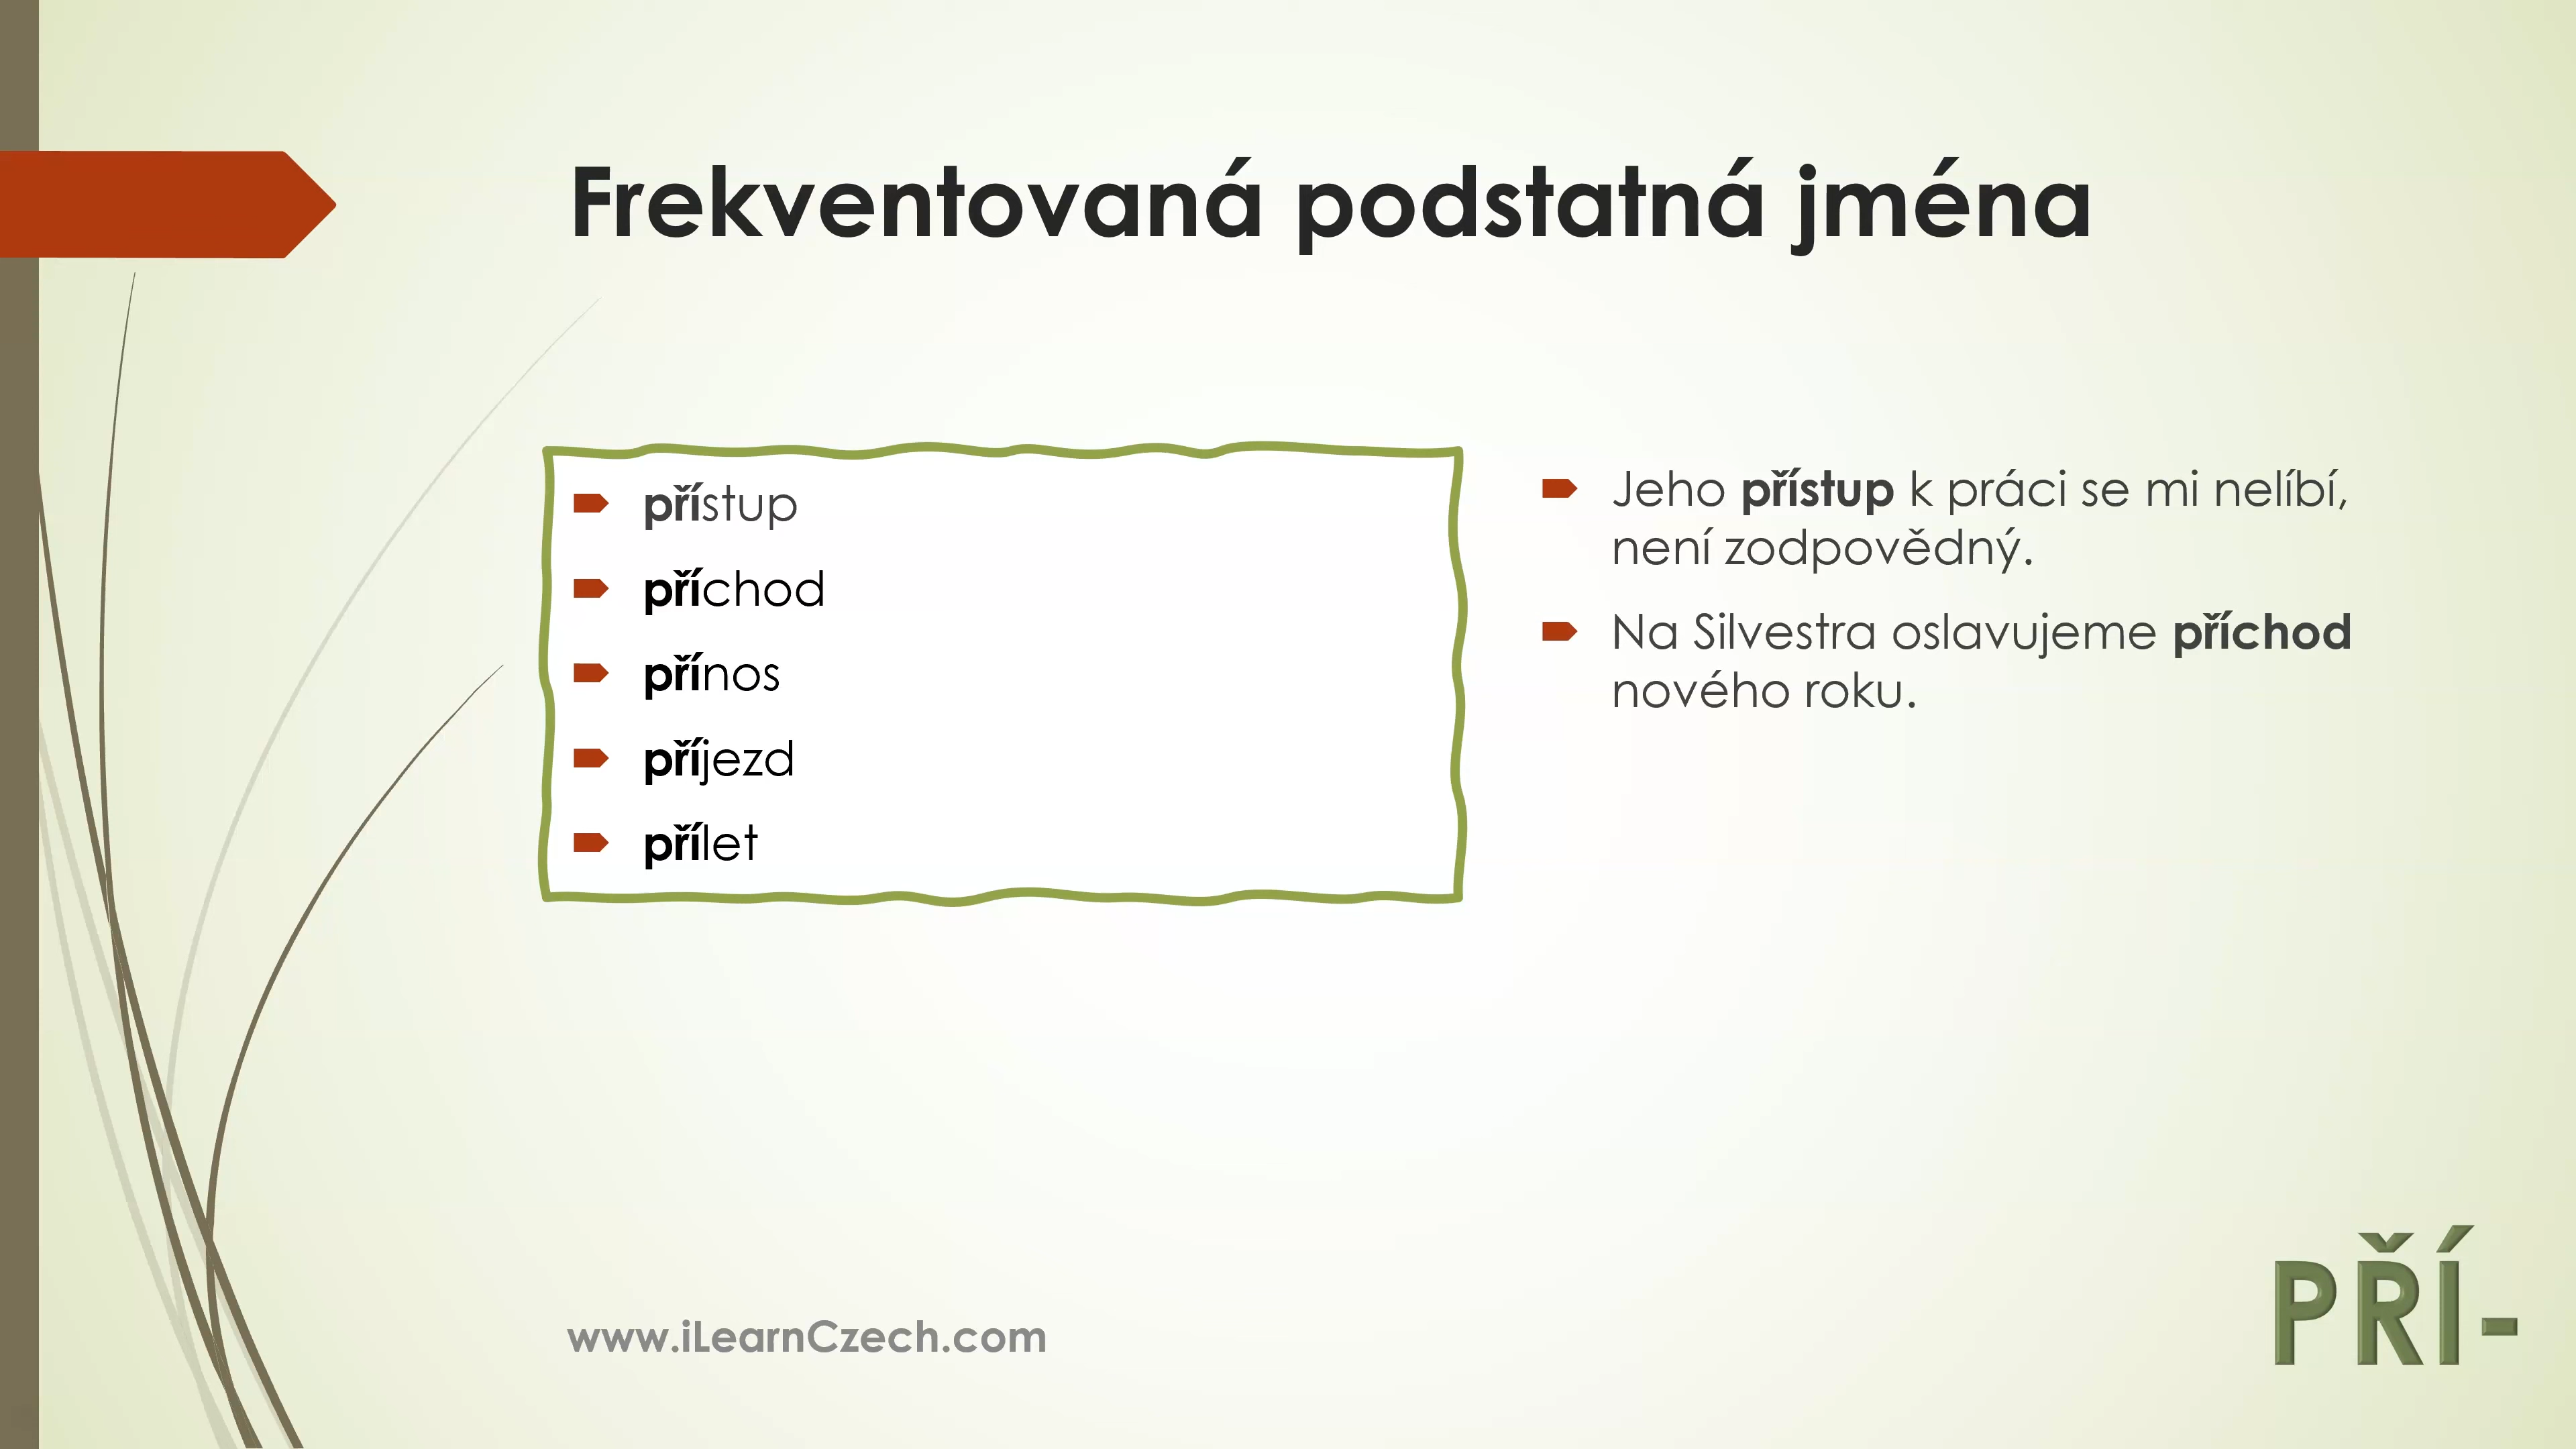 Frekventovaná podstatná jména
přístup
příchod
přínos
příjezd
přílet
Jeho přístup k práci se mi nelíbí,
není zodpovědný.
Na Silvestra oslavujeme příchod
nového roku.
www.iLearnCzech.com
PŘÍ-